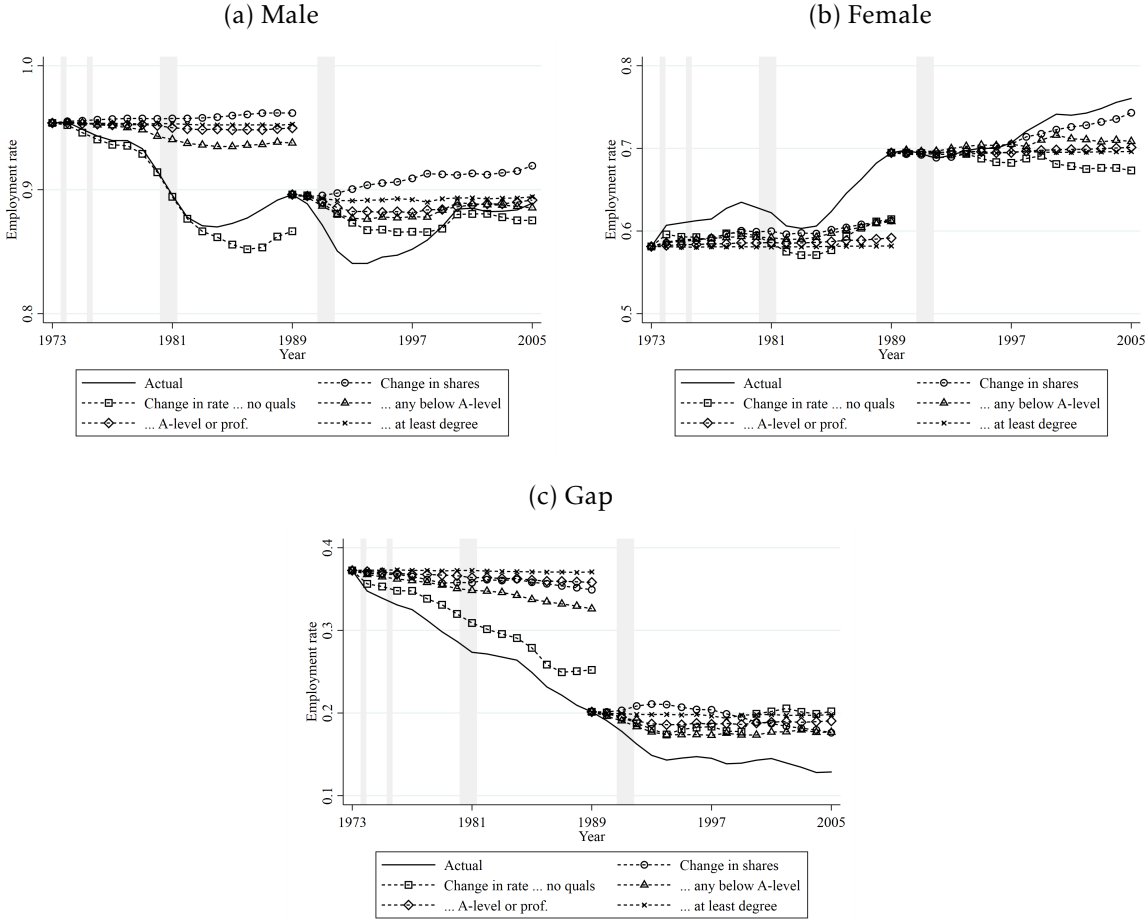 (a) Male
Employment rate
1.0
0.9
0.8
1973 1981 1989 1997 2005
Year
Actual Change in shares
Change in rate ... no quals ... any below A-level
... A-level or prof. ... at least degree
(b) Female
Employment rate
0.8
0.7
0.6
0.5
1973 1981 1989 1997 2005
Year
Actual Change in shares
Change in rate ... no quals ... any below A-level
... A-level or prof. ... at least degree
(c) Gap
Employment rate
0.4
0.3
0.2
0.1
1973 1981 1989 1997 2005
Year
Actual Change in shares
Change in rate ... no quals ... any below A-level
... A-level or prof. ... at least degree